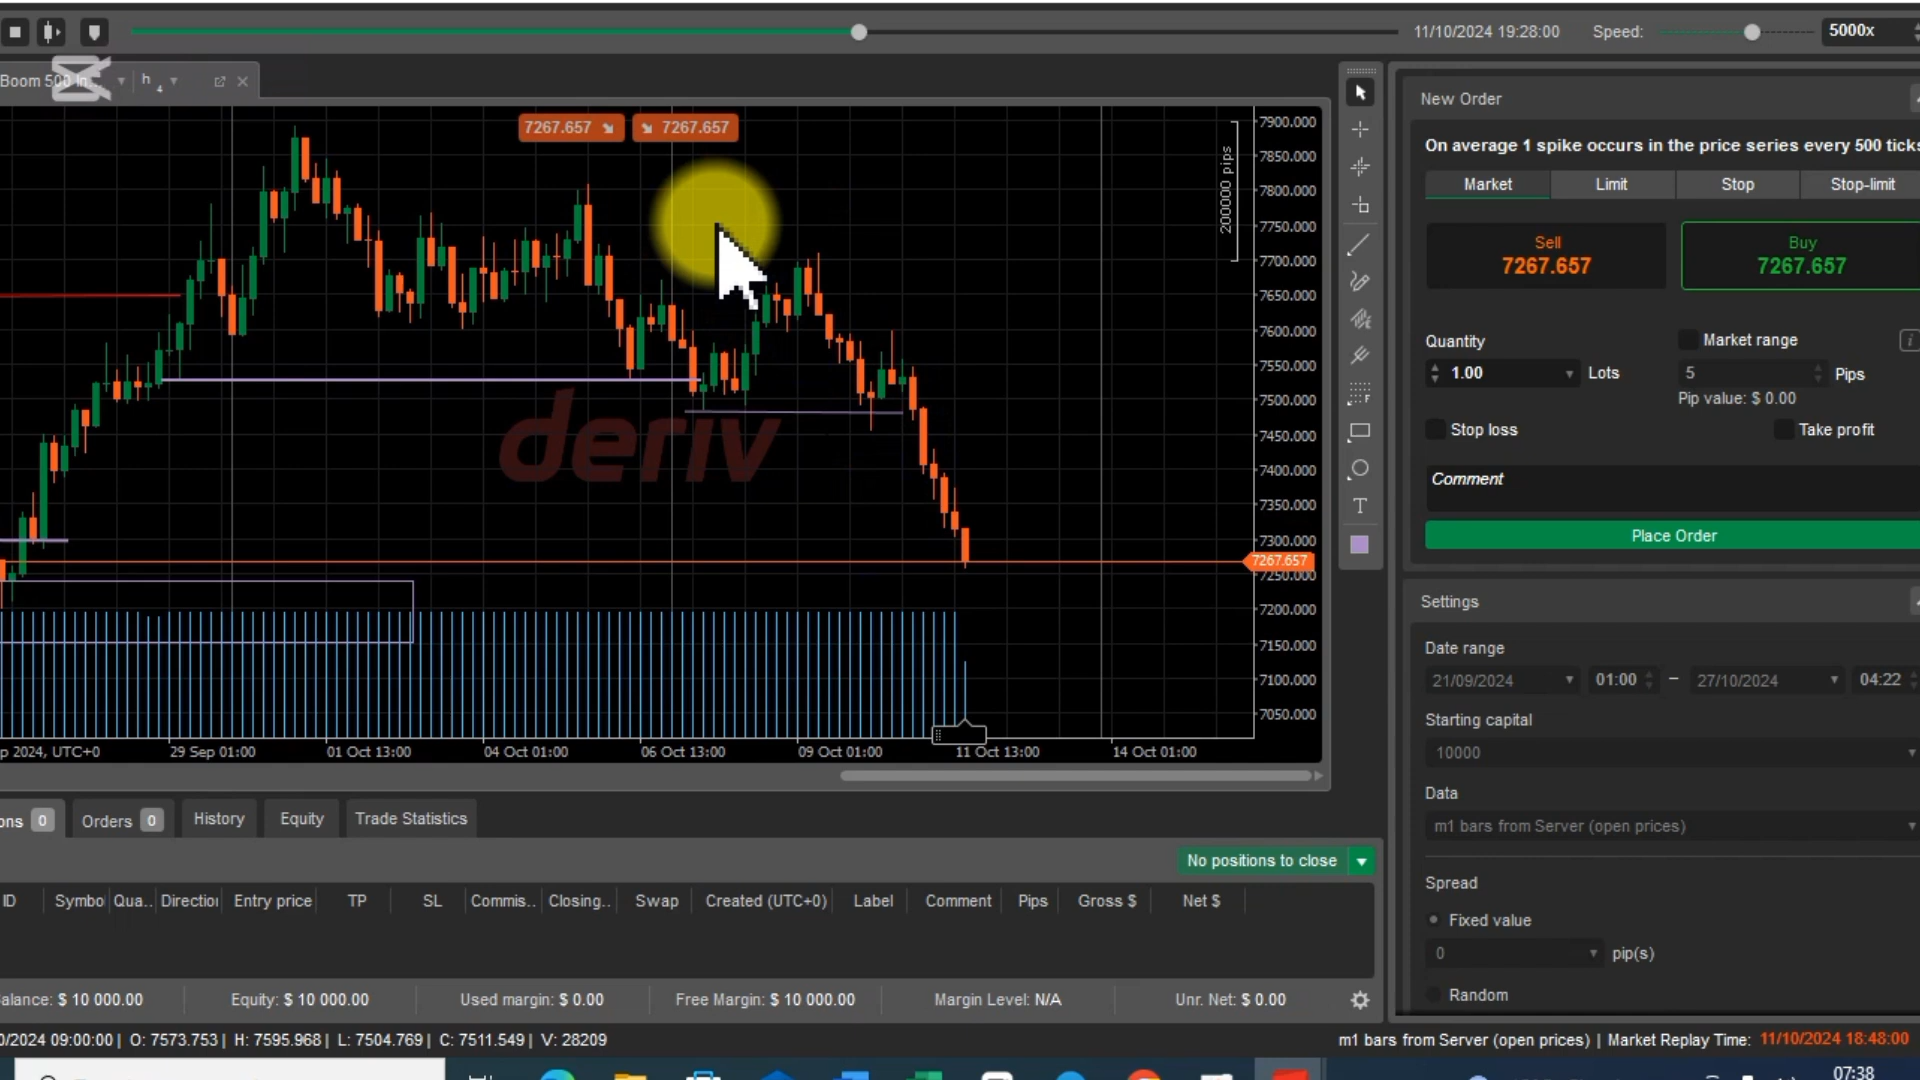 11/10/2024 19:28:00 Speed: 5000x
Boom 500 In... h4
7267.657 7267.657
200000 pips
7900.000
7850.000
7800.000
7750.000
7700.000
7650.000
7600.000
7550.000
7500.000
7450.000
7400.000
7350.000
7300.000
7267.657
7250.000
7200.000
7150.000
7100.000
7050.000
deriv
p 2024, UTC+0 29 Sep 01:00 01 Oct 13:00 04 Oct 01:00 06 Oct 13:00 09 Oct 01:00 11 Oct 13:00 14 Oct 01:00
T
New Order
On average 1 spike occurs in the price series every 500 ticks
Market Limit Stop Stop-limit
Sell Buy
7267.657 7267.657
Quantity Market range i
1.00 Lots 5 Pips
Pip value: $ 0.00
Stop loss Take profit
Comment
Place Order
Settings
Date range
21/09/2024 01:00 – 27/10/2024 04:22
Starting capital
10000
Data
m1 bars from Server (open prices)
Spread
Fixed value
0 pip(s)
Random
ons 0 Orders 0 History Equity Trade Statistics
No positions to close
ID Symbo Qua.. Direction Entry price TP SL Commis.. Closing.. Swap Created (UTC+0) Label Comment Pips Gross $ Net $
alance: $ 10 000.00 Equity: $ 10 000.00 Used margin: $ 0.00 Free Margin: $ 10 000.00 Margin Level: N/A Unr. Net: $ 0.00
0/2024 09:00:00 | O: 7573.753 | H: 7595.968 | L: 7504.769 | C: 7511.549 | V: 28209
m1 bars from Server (open prices) | Market Replay Time: 11/10/2024 18:48:00
07:38